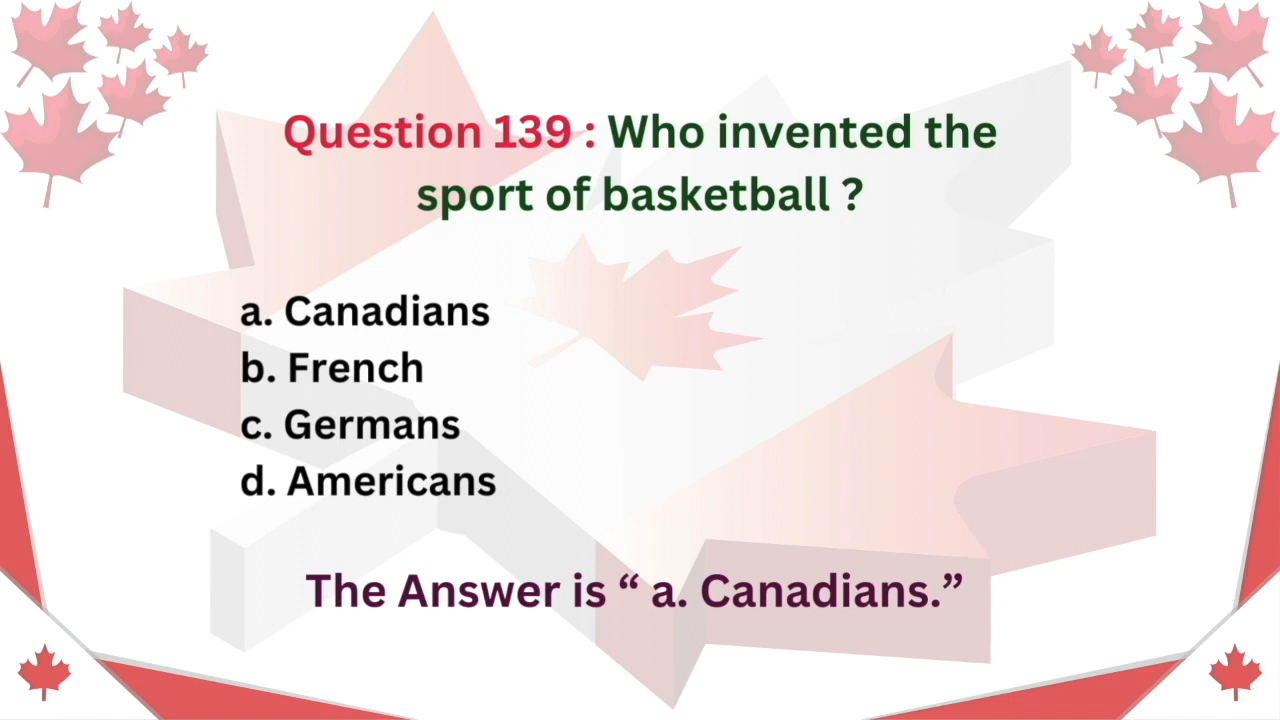 Question 139 : Who invented the
sport of basketball ?
a. Canadians
b. French
c. Germans
d. Americans
The Answer is “ a. Canadians.”